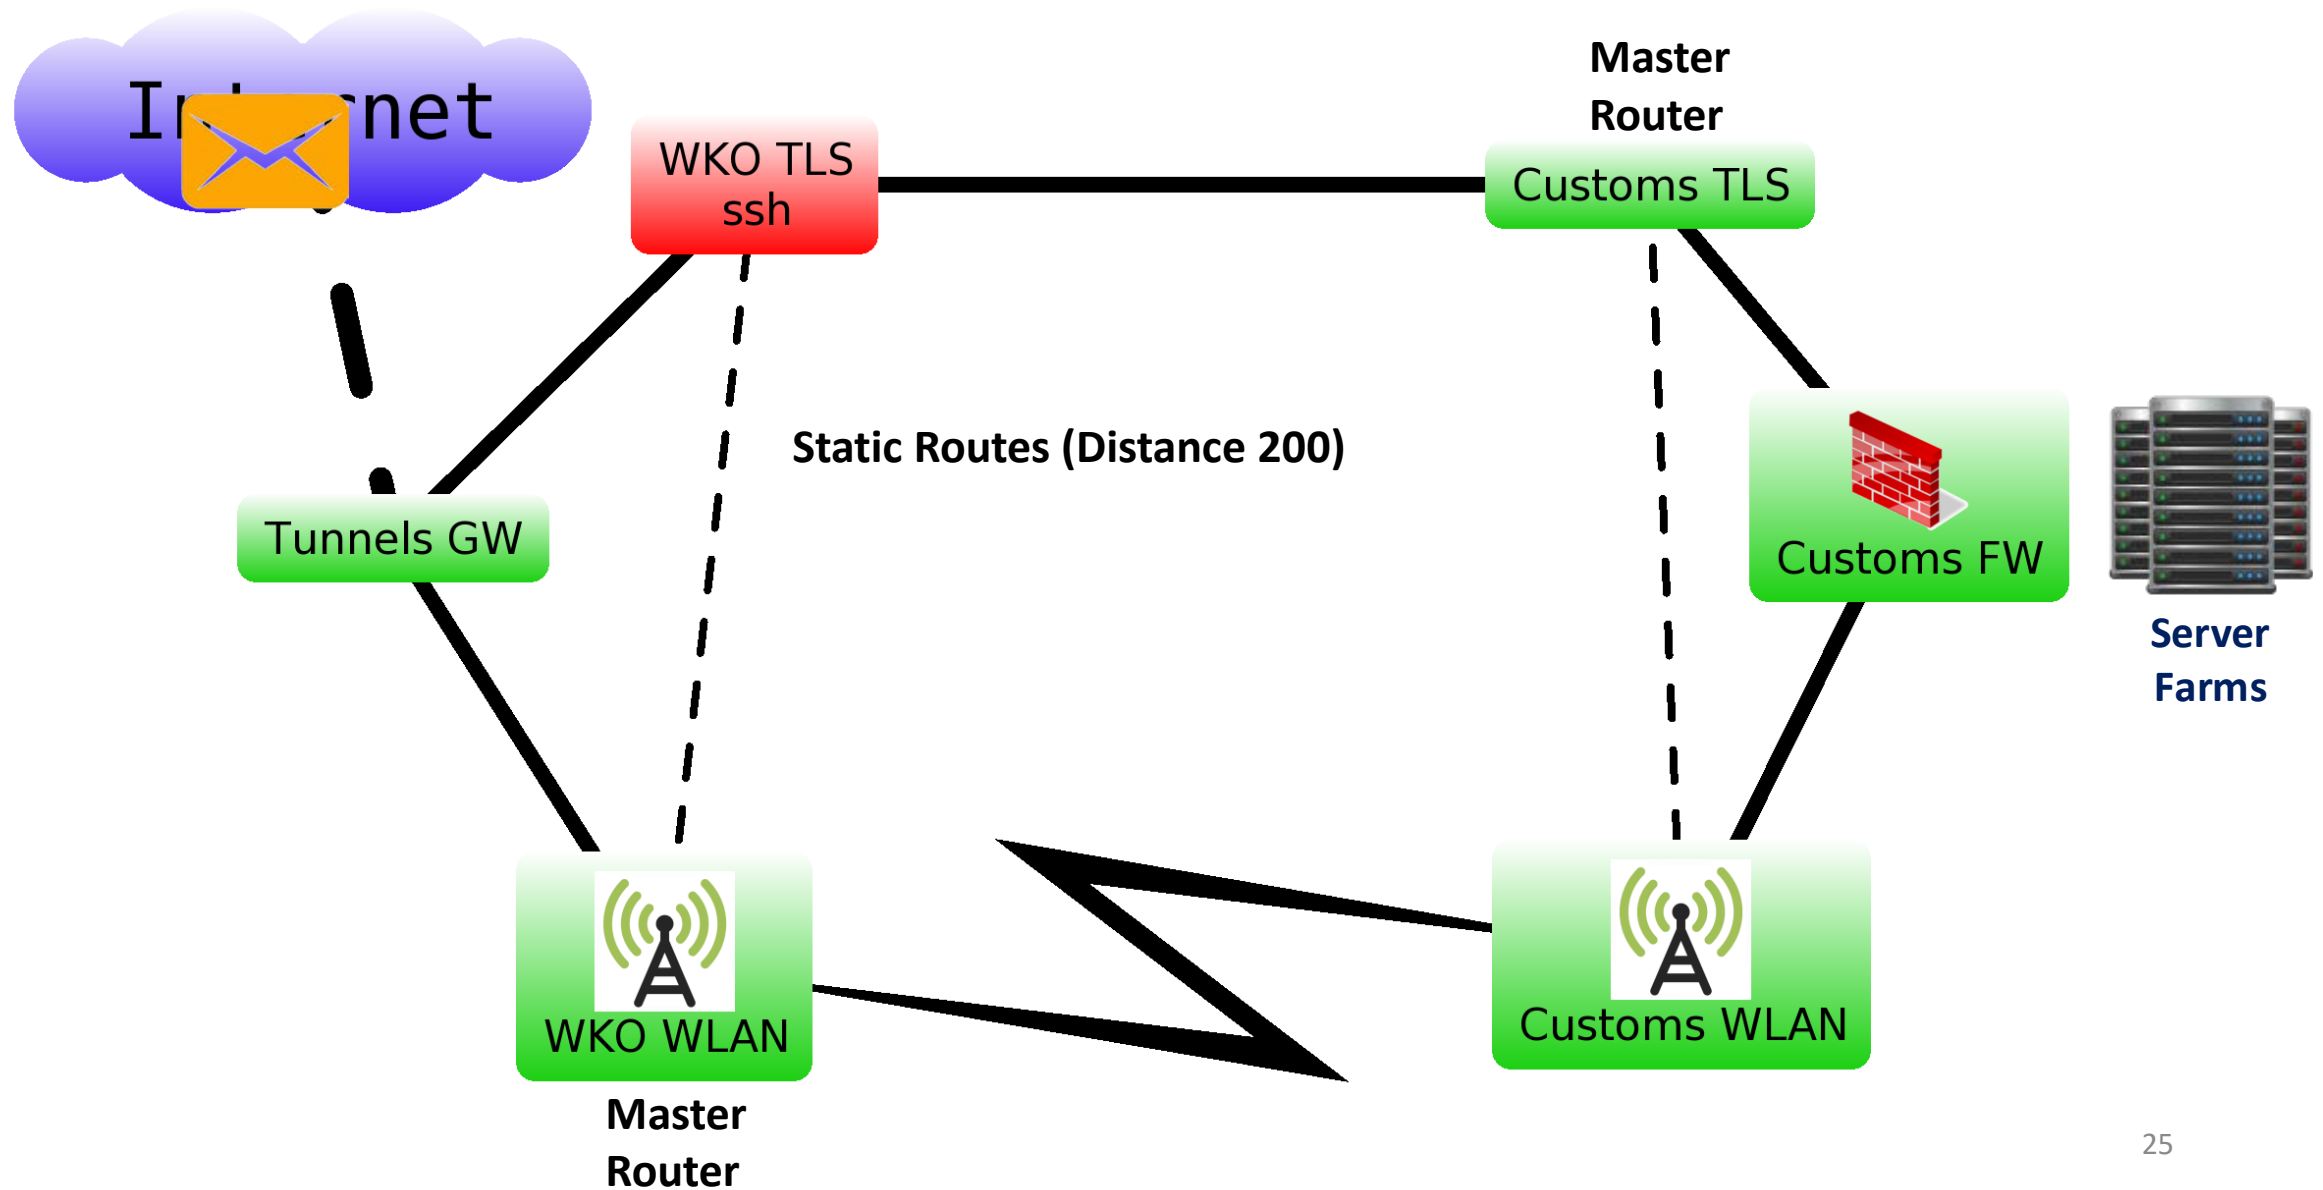 Internet
Master
Router
WKO TLS
ssh
Customs TLS
Static Routes (Distance 200)
Tunnels GW
Customs FW
Server
Farms
WKO WLAN
Customs WLAN
Master
Router
25